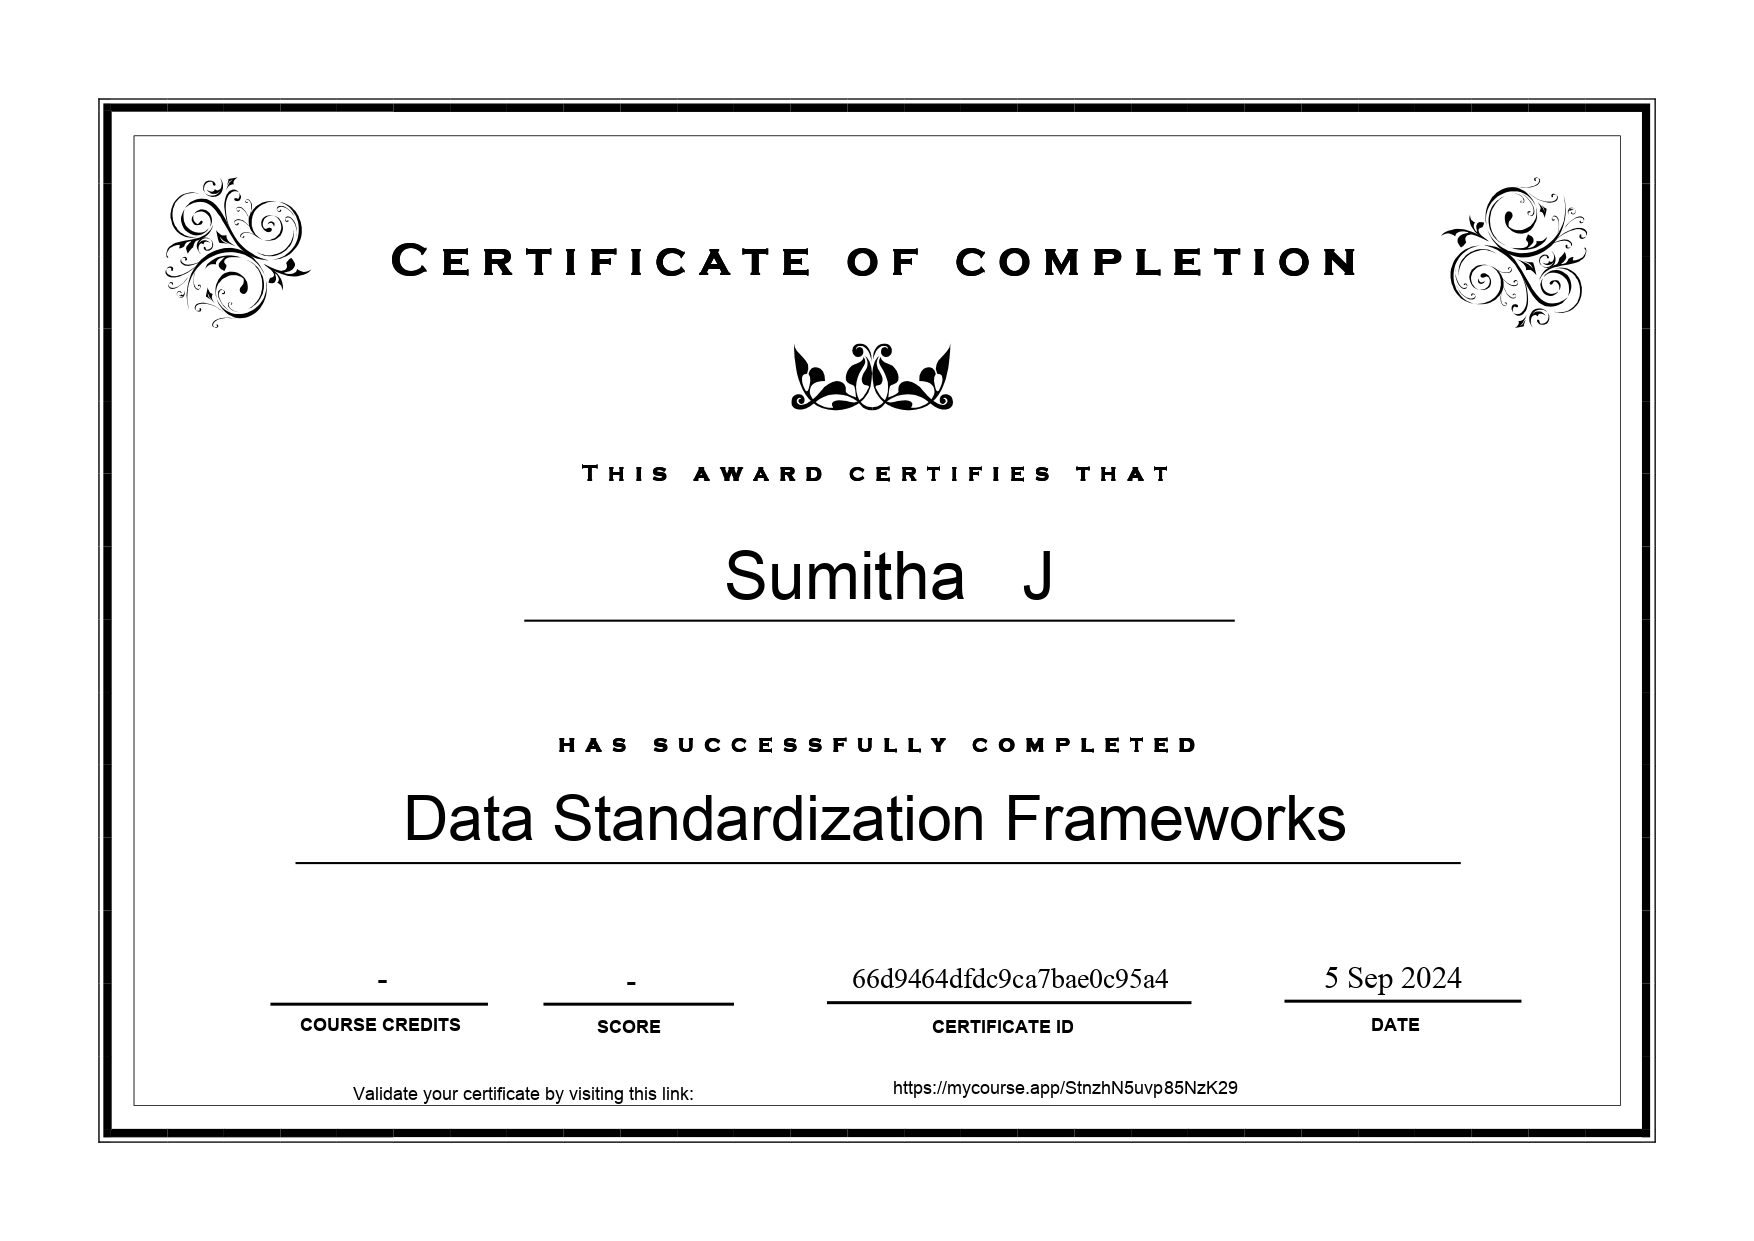 Certificate of completion
This award certifies that
Sumitha J
has successfully completed
Data Standardization Frameworks
- - 66d9464dfdc9ca7bae0c95a4 5 Sep 2024
COURSE CREDITS SCORE CERTIFICATE ID DATE
Validate your certificate by visiting this link: https://mycourse.app/StnzhN5uvp85NzK29